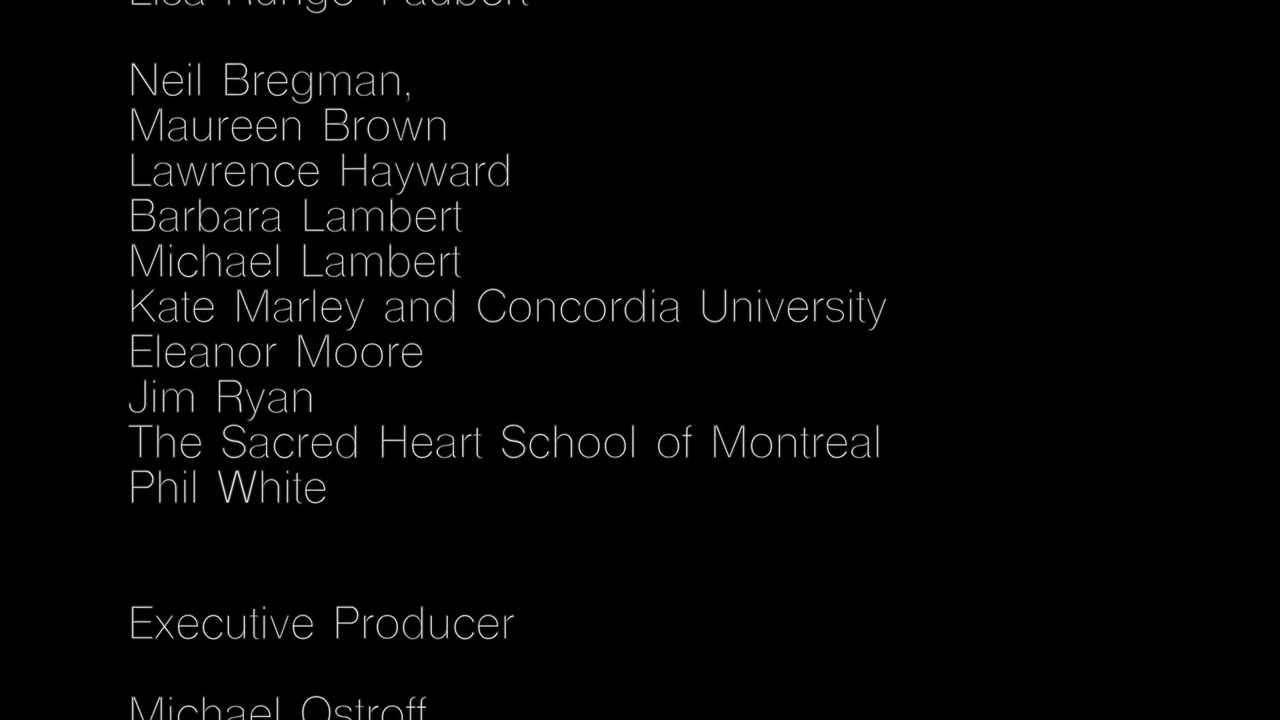 Neil Bregman,
Maureen Brown
Lawrence Hayward
Barbara Lambert
Michael Lambert
Kate Marley and Concordia University
Eleanor Moore
Jim Ryan
The Sacred Heart School of Montreal
Phil White
Executive Producer
Michael Ostroff